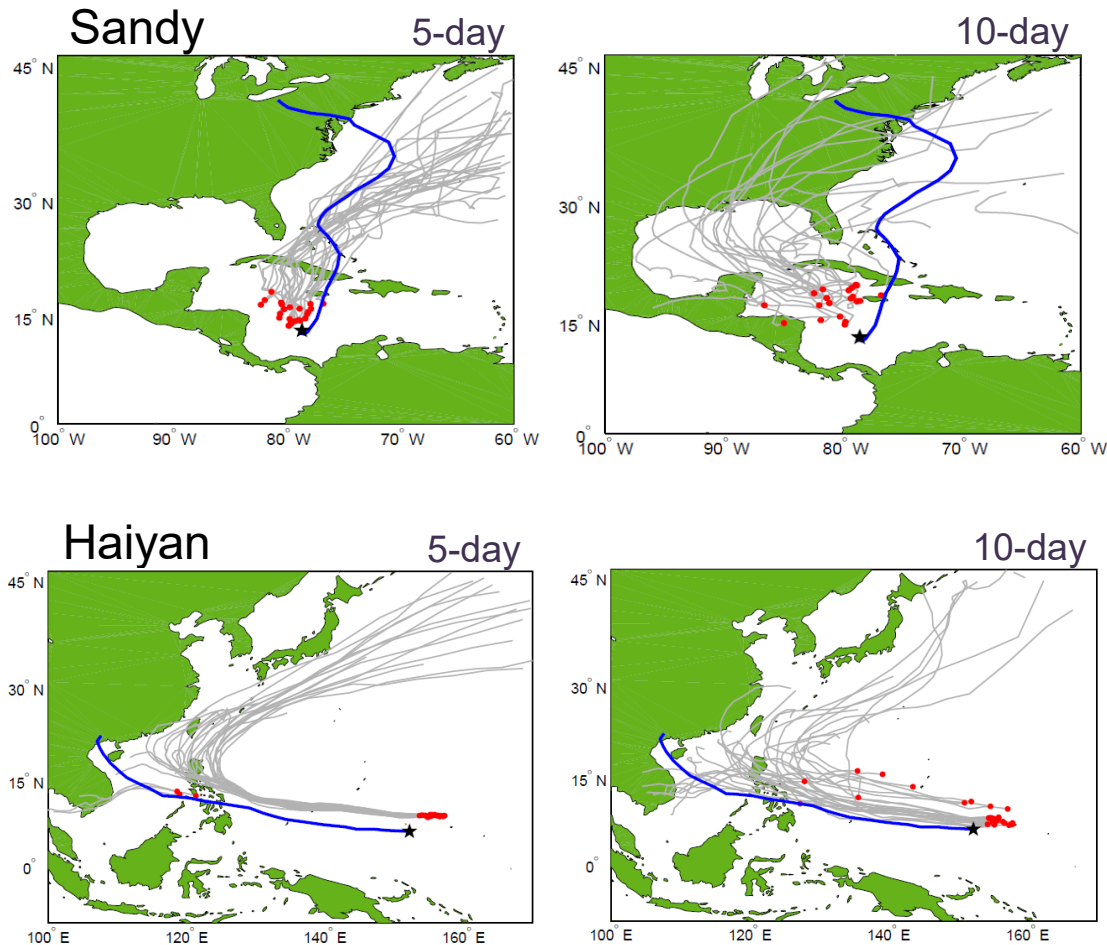 Sandy 5-day 10-day
45° N 45° N
30° N 30° N
15° N 15° N
0° 0°
100° W 90° W 80° W 70° W 60° W 100° W 90° W 80° W 70° W 60° W
Haiyan 5-day 10-day
45° N 45° N
30° N 30° N
15° N 15° N
0° 0°
100° E 120° E 140° E 160° E 100° E 120° E 140° E 160° E